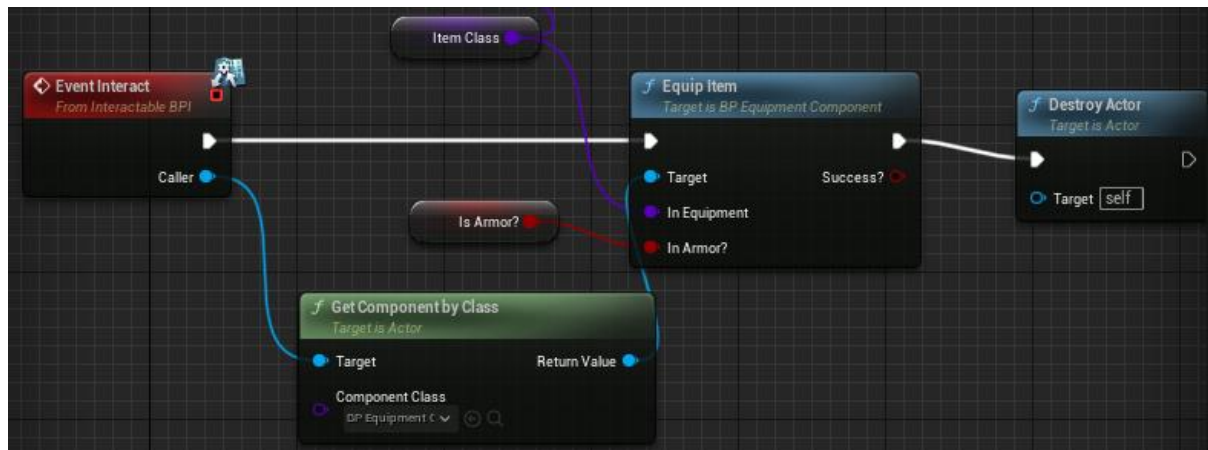 Item Class
Event Interact
From Interactable BPI
Caller
f Equip Item
Target is BP Equipment Component
Target
Success?
In Equipment
In Armor?
f Destroy Actor
Target is Actor
Target self
Is Armor?
f Get Component by Class
Target is Actor
Target
Return Value
Component Class
BP Equipment C